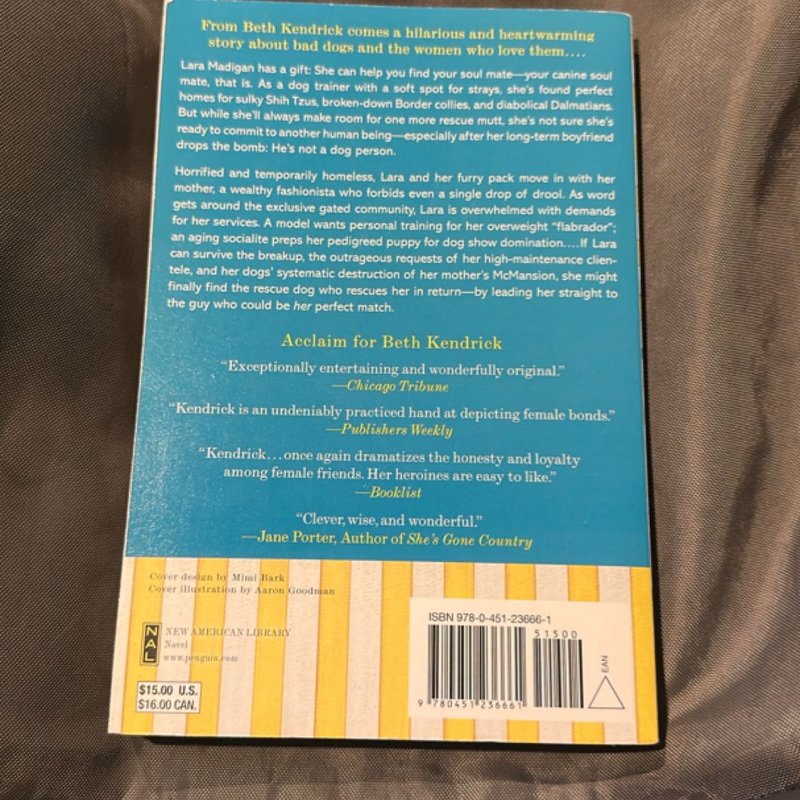 From Beth Kendrick comes a hilarious and heartwarming
story about bad dogs and the women who love them....
Lara Madigan has a gift: She can help you find your soul mate—your canine soul
mate, that is. As a dog trainer with a soft spot for strays, she's found perfect
homes for sulky Shih Tzus, broken-down Border collies, and diabolical Dalmatians.
But while she'll always make room for one more rescue mutt, she's not sure she's
ready to commit to another human being—especially after her long-term boyfriend
drops the bomb: He's not a dog person.
Horrified and temporarily homeless, Lara and her furry pack move in with her
mother, a wealthy fashionista who forbids even a single drop of drool. As word
gets around the exclusive gated community, Lara is overwhelmed with demands
for her services. A model wants personal training for her overweight "flabrador";
an aging socialite preps her pedigreed puppy for dog show domination....If Lara
can survive the breakup, the outrageous requests of her high-maintenance clien-
tele, and her dogs' systematic destruction of her mother's McMansion, she might
finally find the rescue dog who rescues her in return—by leading her straight to
the guy who could be her perfect match.
Acclaim for Beth Kendrick
"Exceptionally entertaining and wonderfully original."
—Chicago Tribune
"Kendrick is an undeniably practiced hand at depicting female bonds."
—Publishers Weekly
"Kendrick...once again dramatizes the honesty and loyalty
among female friends. Her heroines are easy to like."
—Booklist
"Clever, wise, and wonderful."
—Jane Porter, Author of She's Gone Country
Cover design by Mimi Bark
Cover illustration by Aaron Goodman
NAL
NEW AMERICAN LIBRARY
Novel
www.penguin.com
$15.00 U.S.
$16.00 CAN.
ISBN 978-0-451-23666-1
51500
9 780451 236661
EAN